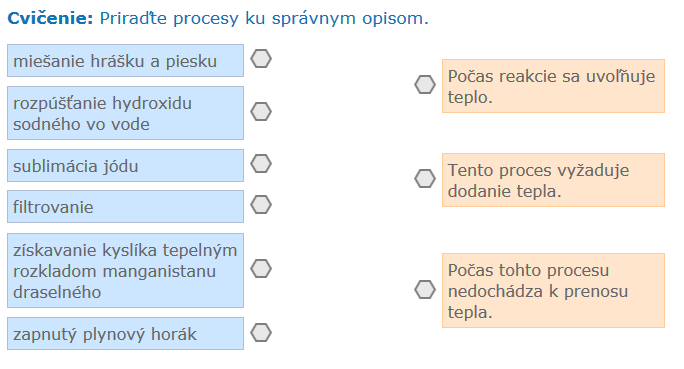 Cvičenie: Priraďte procesy ku správnym opisom.
miešanie hrášku a piesku
rozpúšťanie hydroxidu
sodného vo vode
sublimácia jódu
filtrovanie
získavanie kyslíka tepelným
rozkladom manganistanu
draselného
zapnutý plynový horák
Počas reakcie sa uvoľňuje
teplo.
Tento proces vyžaduje
dodanie tepla.
Počas tohto procesu
nedochádza k prenosu
tepla.